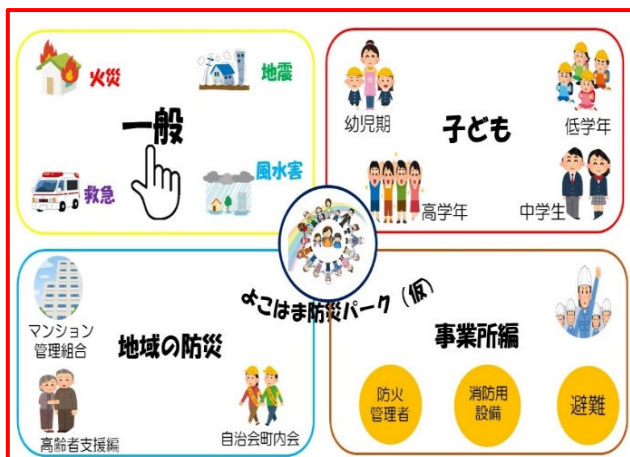 火災
地震
一般
救急
風水害
幼児期
子ども
低学年
高学年
中学生
よこはま防災パーク（仮）
マンション
管理組合
地域の防災
高齢者支援編
自治会町内会
事業所編
防火
管理者
消防用
設備
避難